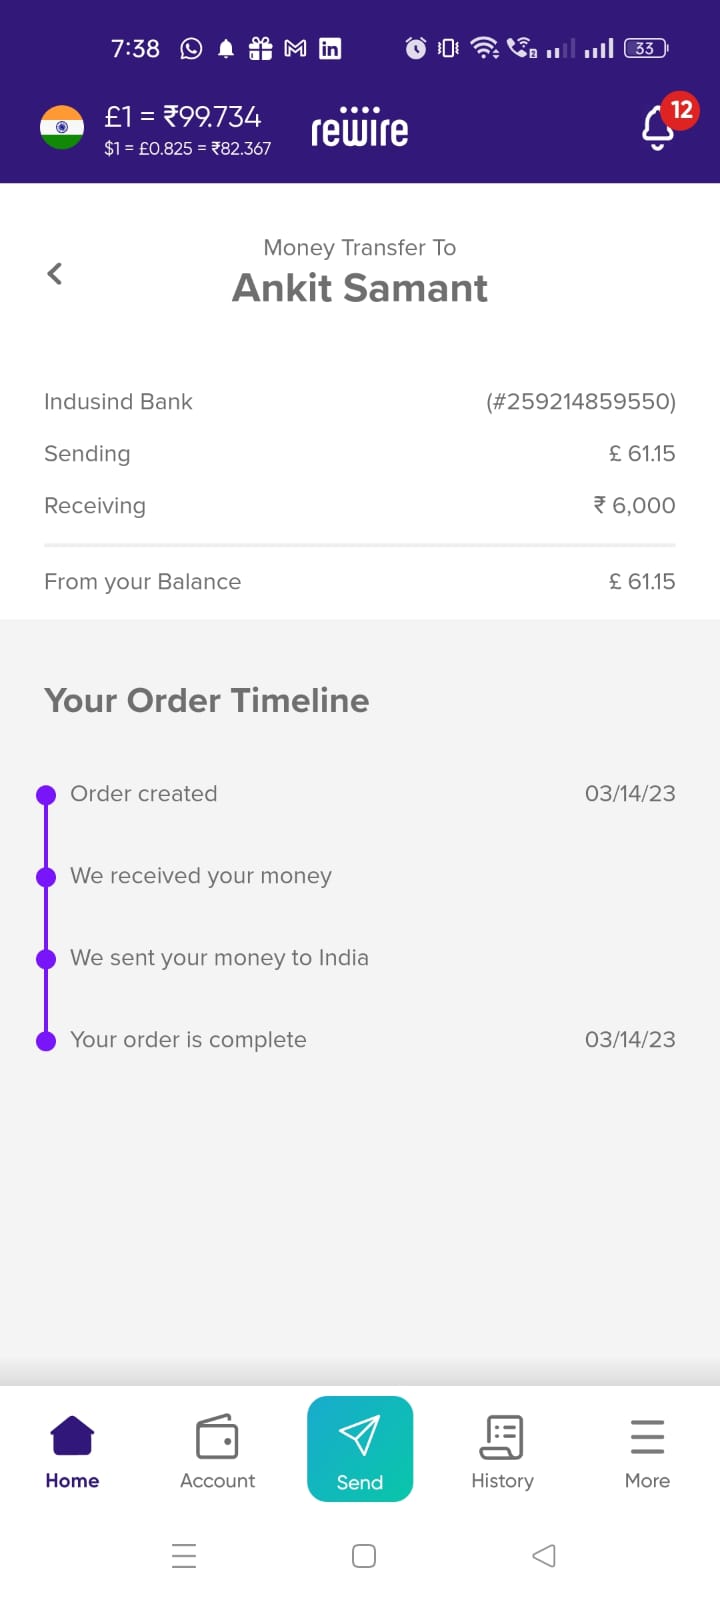 7:38
33
£1 = ₹99.734
$1 = £0.825 = ₹82.367
rewire
12
Money Transfer To
Ankit Samant
Indusind Bank (#259214859550)
Sending £ 61.15
Receiving ₹ 6,000
From your Balance £ 61.15
Your Order Timeline
Order created 03/14/23
We received your money
We sent your money to India
Your order is complete 03/14/23
Home Account Send History More